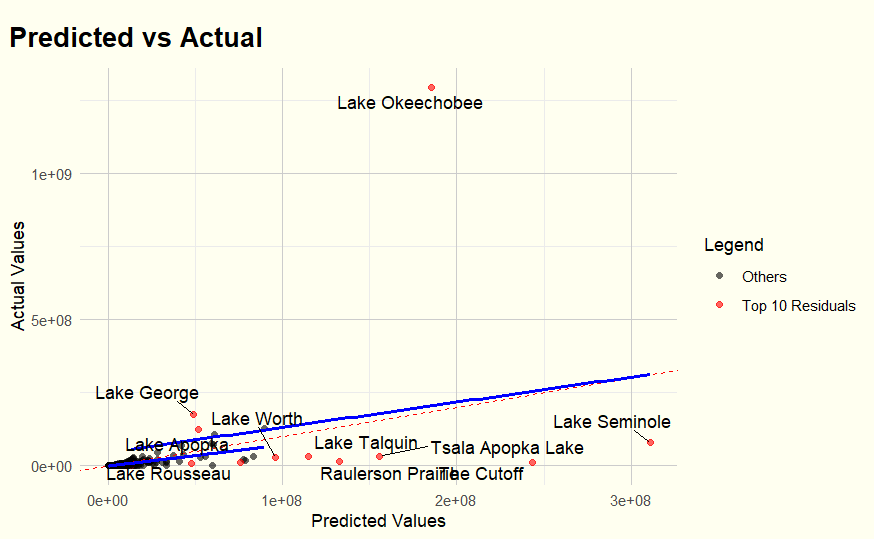 Predicted vs Actual
Lake Okeechobee
1e+09
Actual Values
Legend
Others
Top 10 Residuals
5e+08
Lake George
Lake Worth
Lake Seminole
Lake Apopka
Lake Talquin
Tsala Apopka Lake
0e+00
Lake Rousseau
Raulerson Prairie
The Cutoff
0e+00
1e+08
2e+08
3e+08
Predicted Values